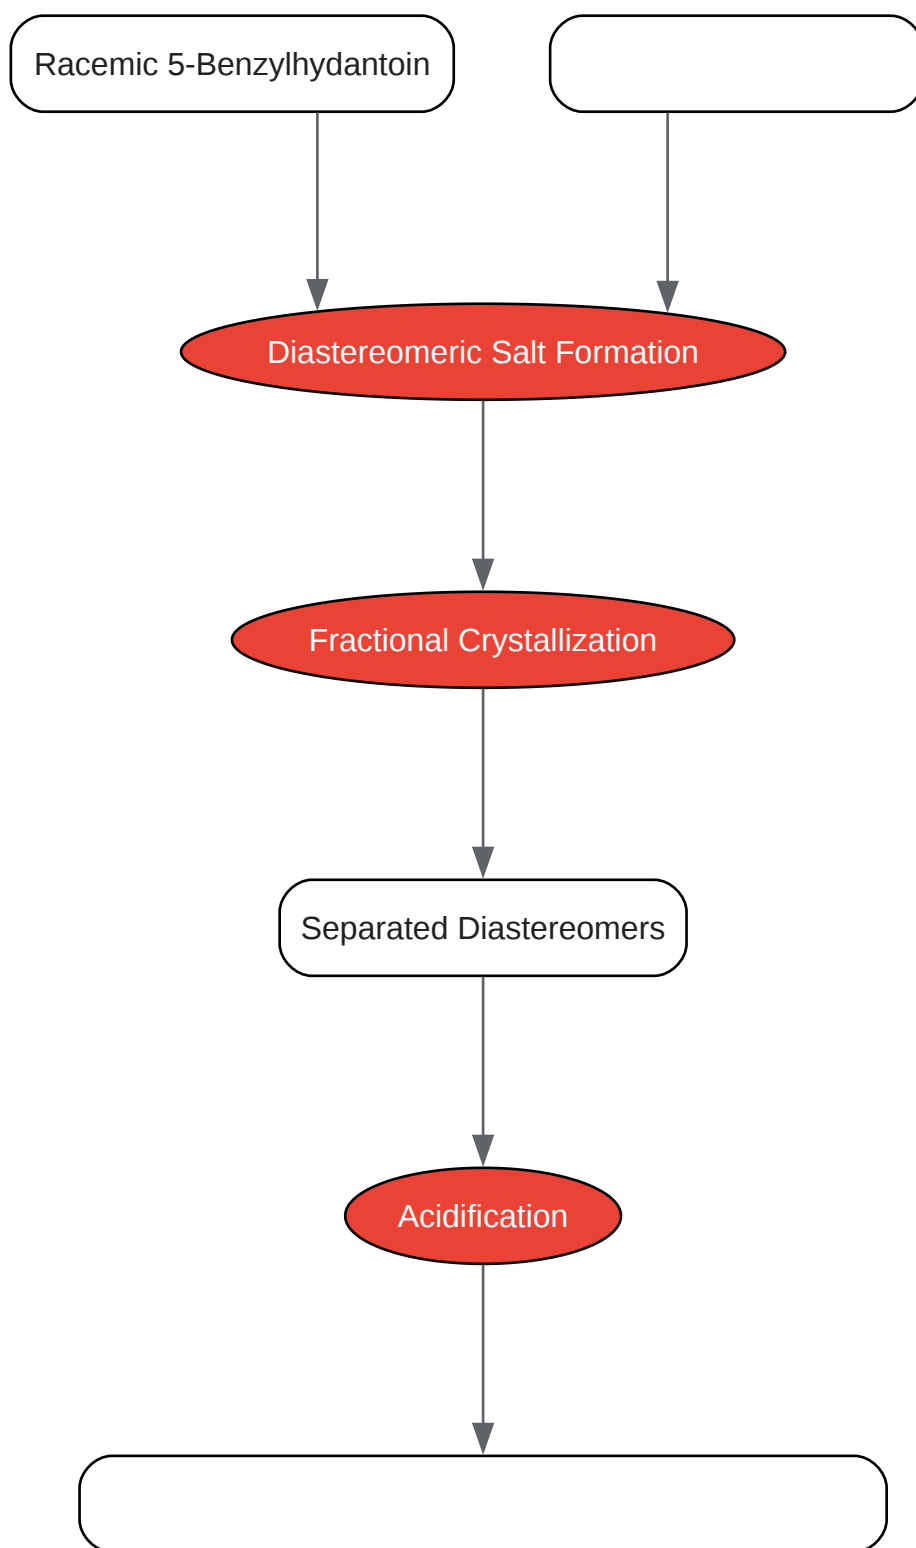 Racemic 5-Benzylhydantoin
Diastereomeric Salt Formation
Fractional Crystallization
Separated Diastereomers
Acidification